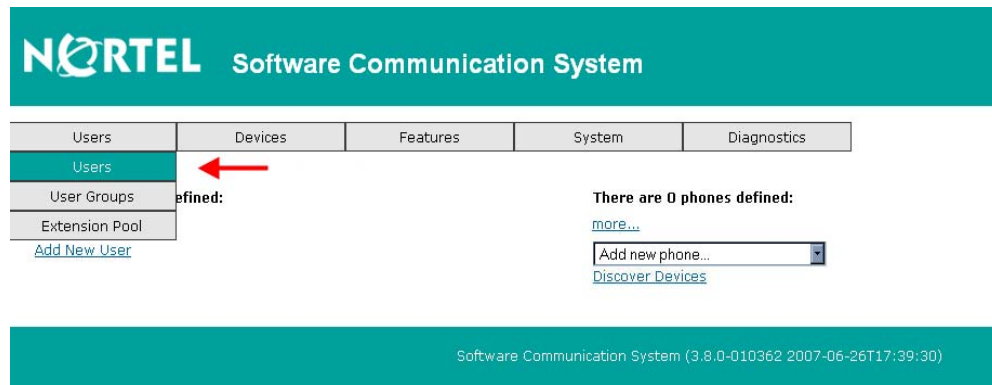 NORTEL Software Communication System
Users Devices Features System Diagnostics
Users
User Groups
Extension Pool
efined:
Add New User
There are 0 phones defined:
more...
Add new phone...
Discover Devices
Software Communication System (3.8.0-010362 2007-06-26T17:39:30)